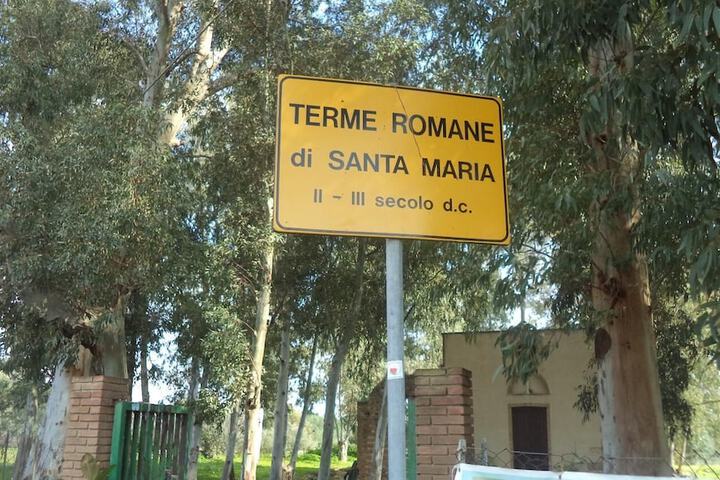 TERME ROMANE
di SANTA MARIA
II - III secolo d.c.